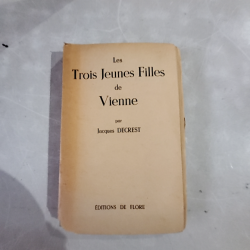 Les
Trois Jeunes Filles
de
Vienne
par
Jacques DECREST
ÉDITIONS DE FLORE